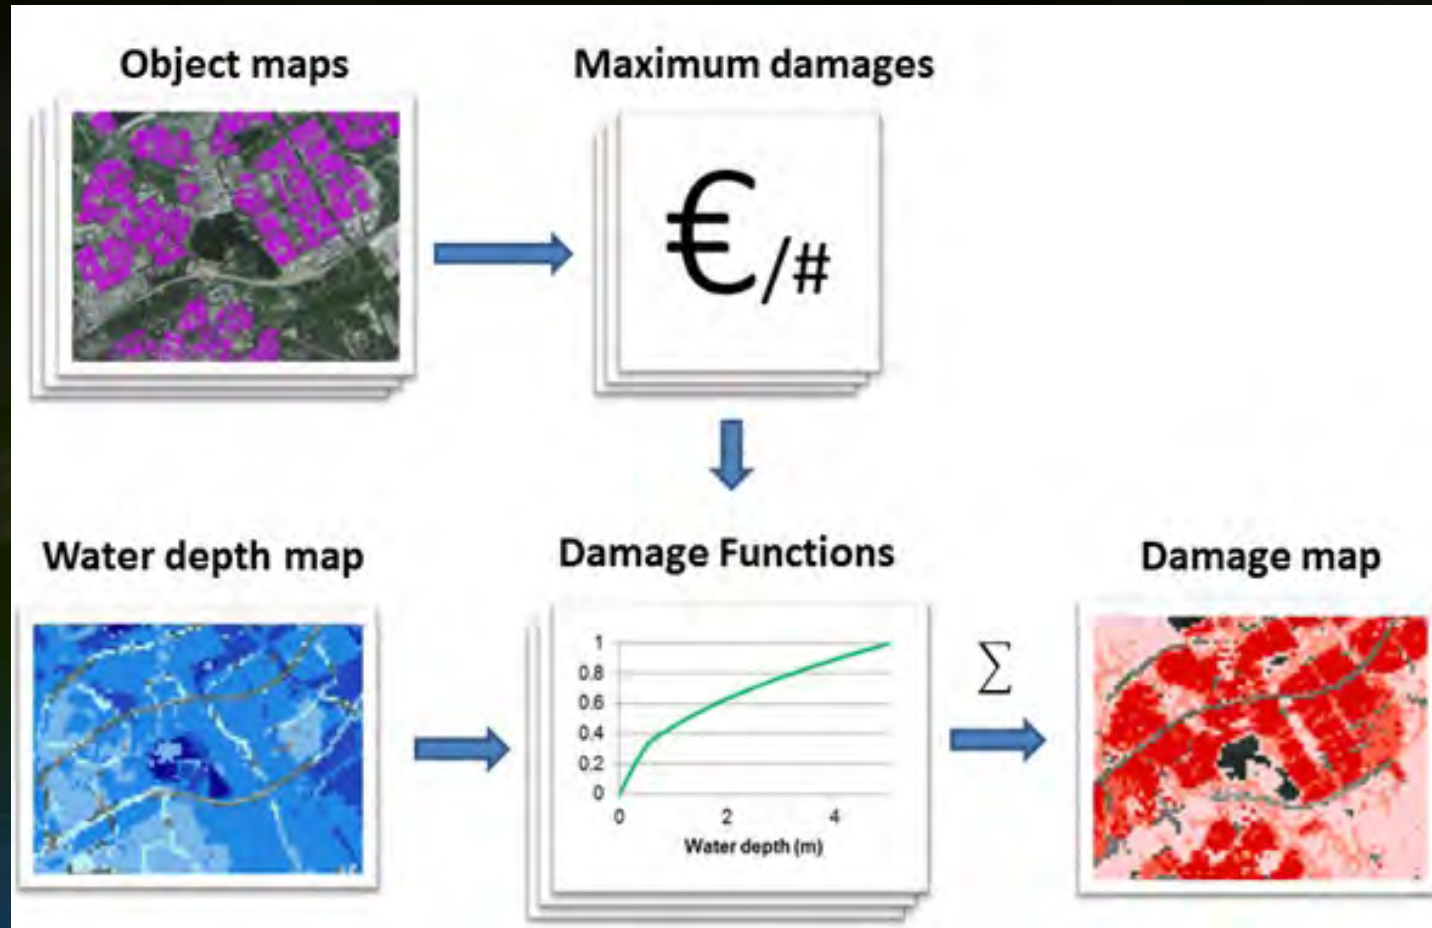 Object maps
Maximum damages
€/#
Water depth map
Damage Functions
Damage map
1
0.8
0.6
0.4
0.2
0
0 2 4
Water depth (m)
∑